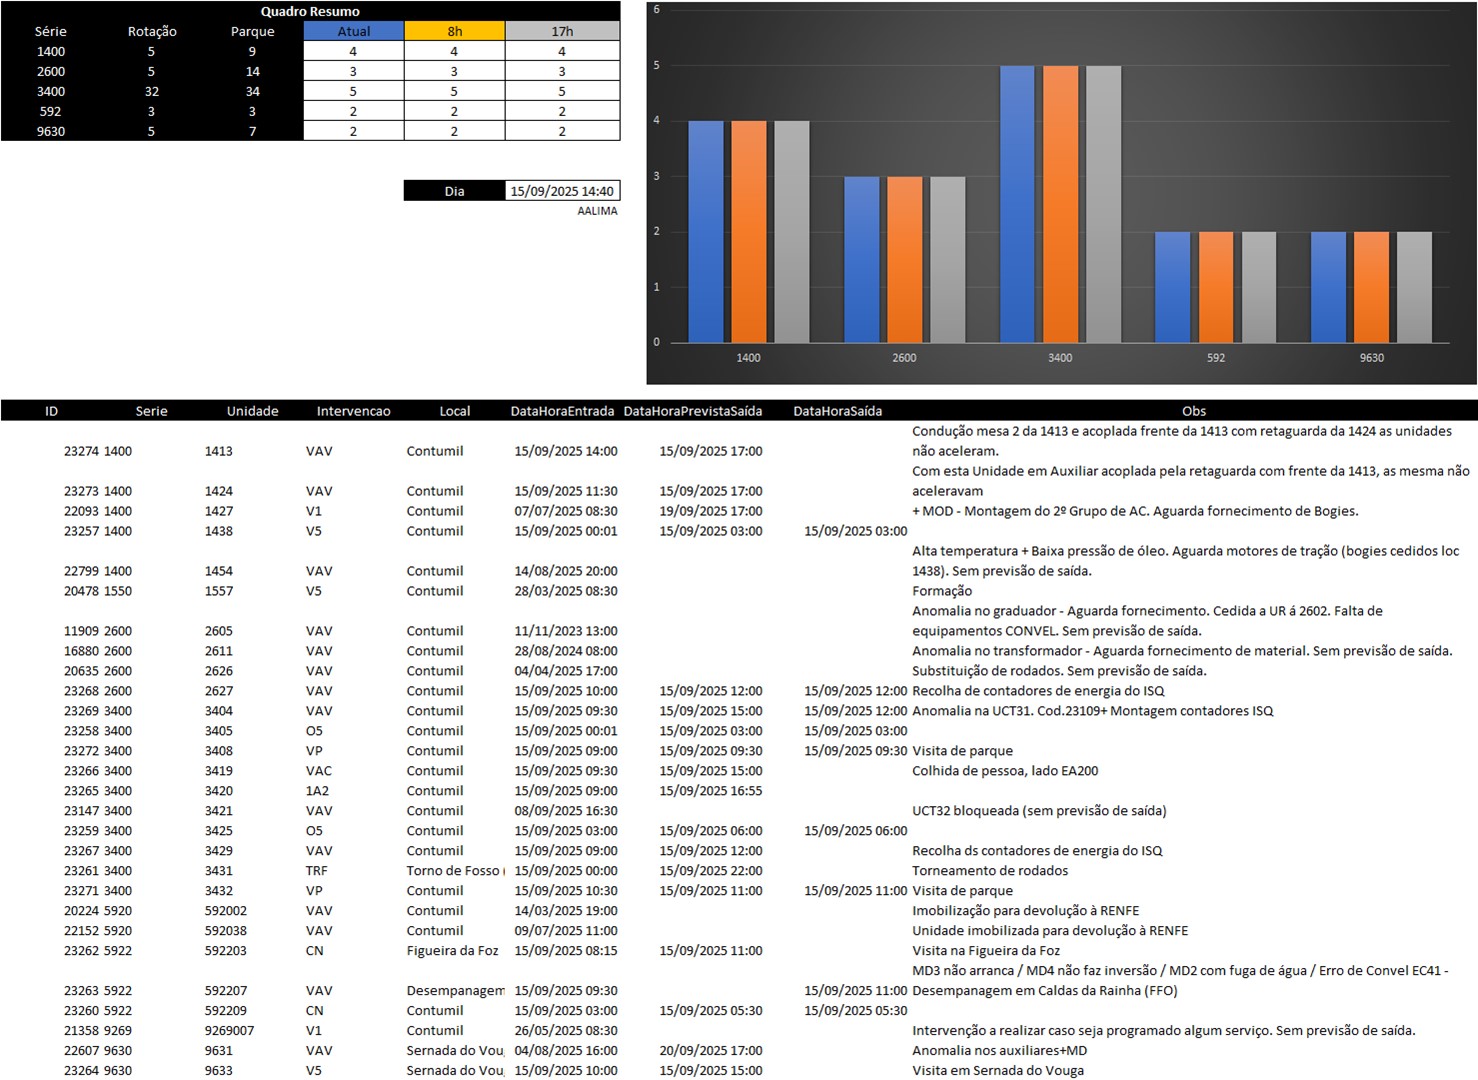 Quadro Resumo
Série Rotação Parque Atual 8h 17h
1400 5 9 4 4 4
2600 5 14 3 3 3
3400 32 34 5 5 5
592 3 3 2 2 2
9630 5 7 2 2 2
Dia 15/09/2025 14:40
AALIMA
6
5
4
3
2
1
0
1400 2600 3400 592 9630
ID Serie Unidade Intervencao Local DataHoraEntrada DataHoraPrevistaSaída DataHoraSaída Obs
Condução mesa 2 da 1413 e acoplada frente da 1413 com retaguarda da 1424 as unidades
23274 1400 1413 VAV Contumil 15/09/2025 14:00 15/09/2025 17:00 não aceleram.
Com esta Unidade em Auxiliar acoplada pela retaguarda com frente da 1413, as mesma não
23273 1400 1424 VAV Contumil 15/09/2025 11:30 15/09/2025 17:00 aceleravam
22093 1400 1427 V1 Contumil 07/07/2025 08:30 19/09/2025 17:00 + MOD - Montagem do 2º Grupo de AC. Aguarda fornecimento de Bogies.
23257 1400 1438 V5 Contumil 15/09/2025 00:01 15/09/2025 03:00 15/09/2025 03:00
Alta temperatura + Baixa pressão de óleo. Aguarda motores de tração (bogies cedidos loc
22799 1400 1454 VAV Contumil 14/08/2025 20:00 1438). Sem previsão de saída.
20478 1550 1557 V5 Contumil 28/03/2025 08:30 Formação
Anomalia no graduador - Aguarda fornecimento. Cedida a UR á 2602. Falta de
11909 2600 2605 VAV Contumil 11/11/2023 13:00 equipamentos CONVEL. Sem previsão de saída.
16880 2600 2611 VAV Contumil 28/08/2024 08:00 Anomalia no transformador - Aguarda fornecimento de material. Sem previsão de saída.
20635 2600 2626 VAV Contumil 04/04/2025 17:00 Substituição de rodados. Sem previsão de saída.
23268 2600 2627 VAV Contumil 15/09/2025 10:00 15/09/2025 12:00 15/09/2025 12:00 Recolha de contadores de energia do ISQ
23269 3400 3404 VAV Contumil 15/09/2025 09:30 15/09/2025 15:00 15/09/2025 12:00 Anomalia na UCT31. Cod.23109+ Montagem contadores ISQ
23258 3400 3405 O5 Contumil 15/09/2025 00:01 15/09/2025 03:00 15/09/2025 03:00
23272 3400 3408 VP Contumil 15/09/2025 09:00 15/09/2025 09:30 15/09/2025 09:30 Visita de parque
23266 3400 3419 VAC Contumil 15/09/2025 09:30 15/09/2025 15:00 Colhida de pessoa, lado EA200
23265 3400 3420 1A2 Contumil 15/09/2025 09:00 15/09/2025 16:55
23147 3400 3421 VAV Contumil 08/09/2025 16:30 UCT32 bloqueada (sem previsão de saída)
23259 3400 3425 O5 Contumil 15/09/2025 03:00 15/09/2025 06:00 15/09/2025 06:00
23267 3400 3429 VAV Contumil 15/09/2025 09:00 15/09/2025 12:00 Recolha ds contadores de energia do ISQ
23261 3400 3431 TRF Torno de Fosso ( 15/09/2025 00:00 15/09/2025 22:00 Torneamento de rodados
23271 3400 3432 VP Contumil 15/09/2025 10:30 15/09/2025 11:00 15/09/2025 11:00 Visita de parque
20224 5920 592002 VAV Contumil 14/03/2025 19:00 Imobilização para devolução à RENFE
22152 5920 592038 VAV Contumil 09/07/2025 11:00 Unidade imobilizada para devolução à RENFE
23262 5922 592203 CN Figueira da Foz 15/09/2025 08:15 15/09/2025 11:00 Visita na Figueira da Foz
MD3 não arranca / MD4 não faz inversão / MD2 com fuga de água / Erro de Convel EC41 -
23263 5922 592207 VAV Desempanagem 15/09/2025 09:30 15/09/2025 11:00 Desempanagem em Caldas da Rainha (FFO)
23260 5922 592209 CN Contumil 15/09/2025 03:00 15/09/2025 05:30 15/09/2025 05:30
21358 9269 9269007 V1 Contumil 26/05/2025 08:30 Intervenção a realizar caso seja programado algum serviço. Sem previsão de saída.
22607 9630 9631 VAV Sernada do Vou 04/08/2025 16:00 20/09/2025 17:00 Anomalia nos auxiliares+MD
23264 9630 9633 V5 Sernada do Vou 15/09/2025 10:00 15/09/2025 15:00 Visita em Sernada do Vouga